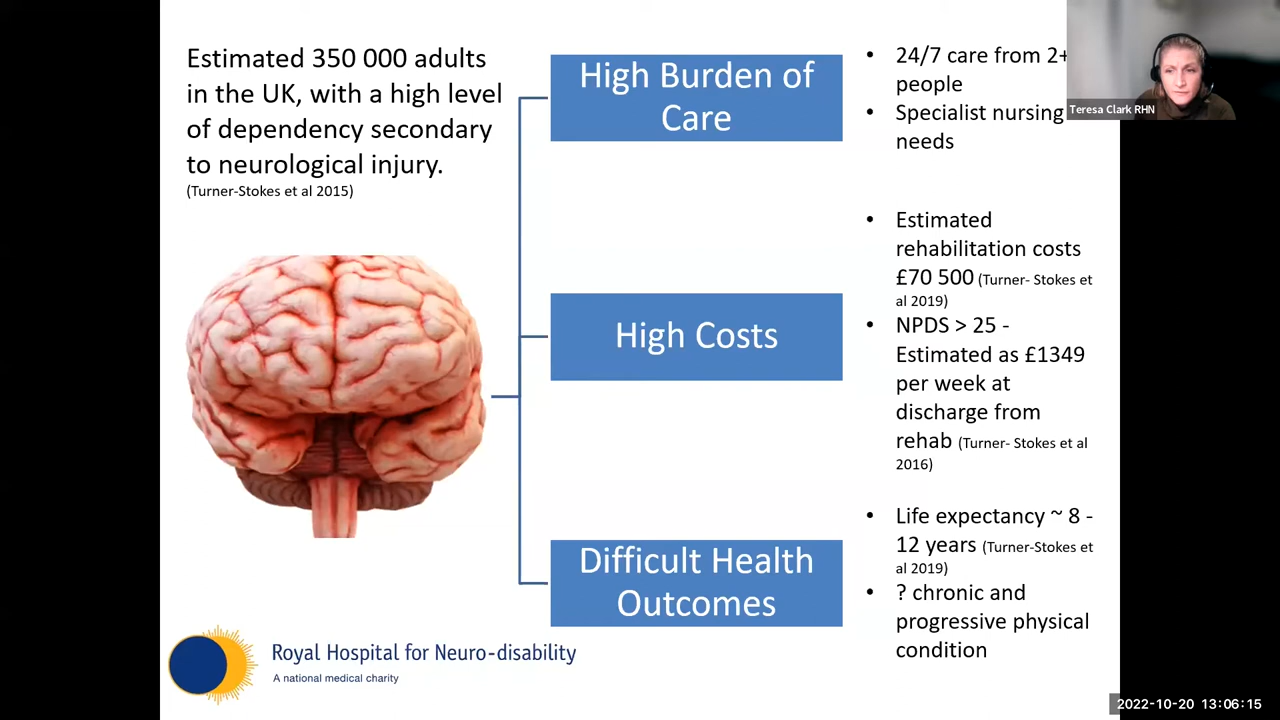 Estimated 350 000 adults
in the UK, with a high level
of dependency secondary
to neurological injury.
(Turner-Stokes et al 2015)
High Burden of
Care
24/7 care from 2+
people
Specialist nursing
needs
Teresa Clark RHN
High Costs
Estimated
rehabilitation costs
£70 500 (Turner- Stokes et
al 2019)
NPDS > 25 -
Estimated as £1349
per week at
discharge from
rehab (Turner- Stokes et al
2016)
Difficult Health
Outcomes
Life expectancy ~ 8 -
12 years (Turner-Stokes et
al 2019)
? chronic and
progressive physical
condition
Royal Hospital for Neuro-disability
A national medical charity
2022-10-20 13:06:15